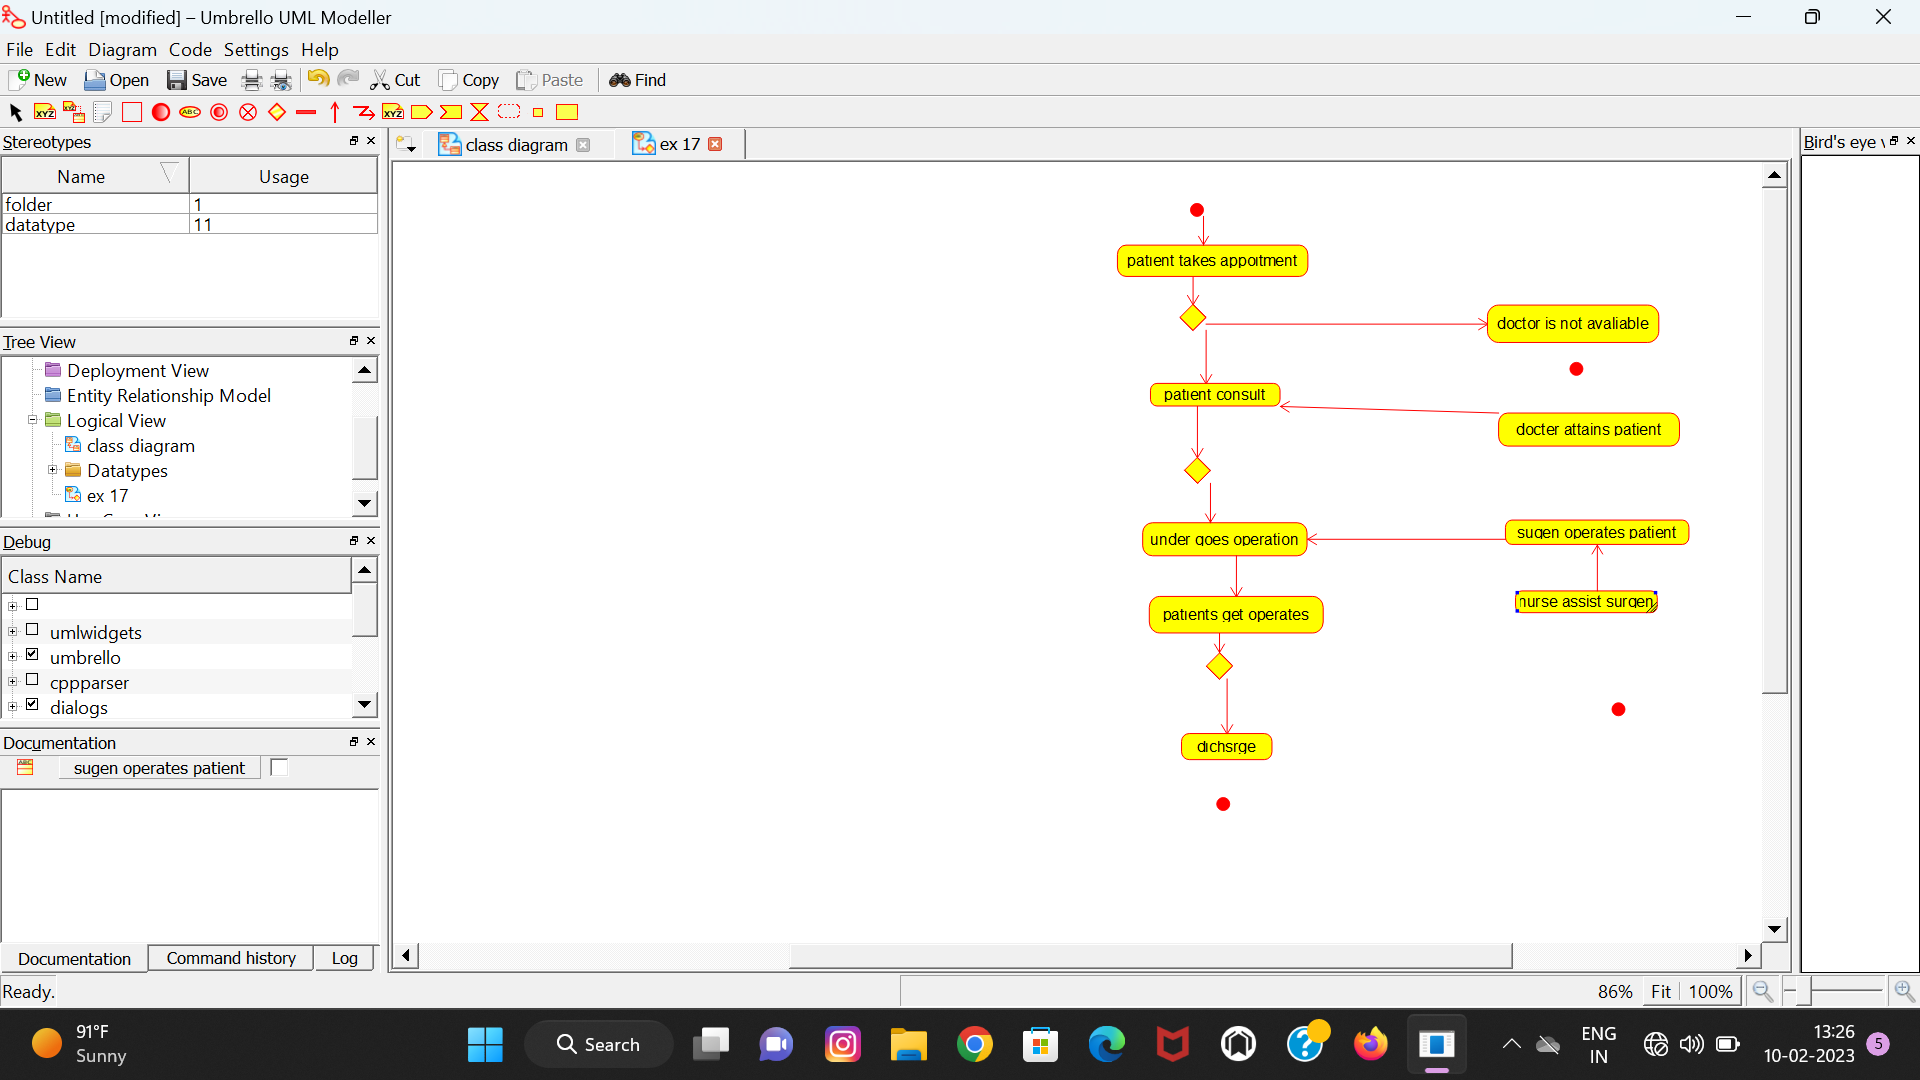 Untitled [modified] – Umbrello UML Modeller
File Edit Diagram Code Settings Help
New Open Save Cut Copy Paste Find
Stereotypes
Name Usage
folder 1
datatype 11
Tree View
Deployment View
Entity Relationship Model
Logical View
class diagram
Datatypes
ex 17
Debug
Class Name
umlwidgets
umbrello
cppparser
dialogs
Documentation
sugen operates patient
Documentation Command history Log
Ready.
class diagram ex 17
patient takes appoitment
doctor is not avaliable
patient consult
docter attains patient
under goes operation
sugen operates patient
patients get operates
nurse assist surgen
dichsrge
Bird's eye
86% Fit 100%
91°F
Sunny
Search
ENG
IN
13:26
10-02-2023
5